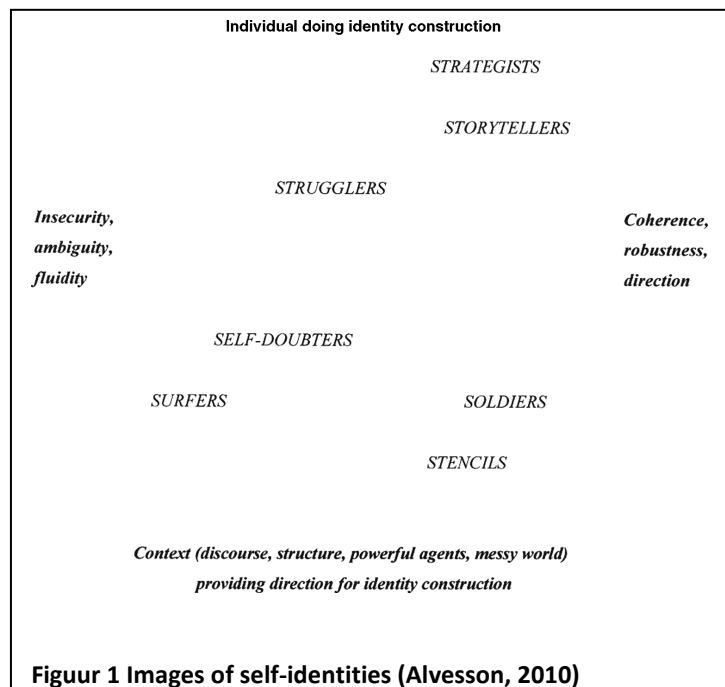 Individual doing identity construction
STRATEGISTS
STORYTELLERS
STRUGGLERS
Insecurity,
ambiguity,
fluidity
Coherence,
robustness,
direction
SELF-DOUBTERS
SURFERS
SOLDIERS
STENCILS
Context (discourse, structure, powerful agents, messy world)
providing direction for identity construction
Figuur 1 Images of self-identities (Alvesson, 2010)